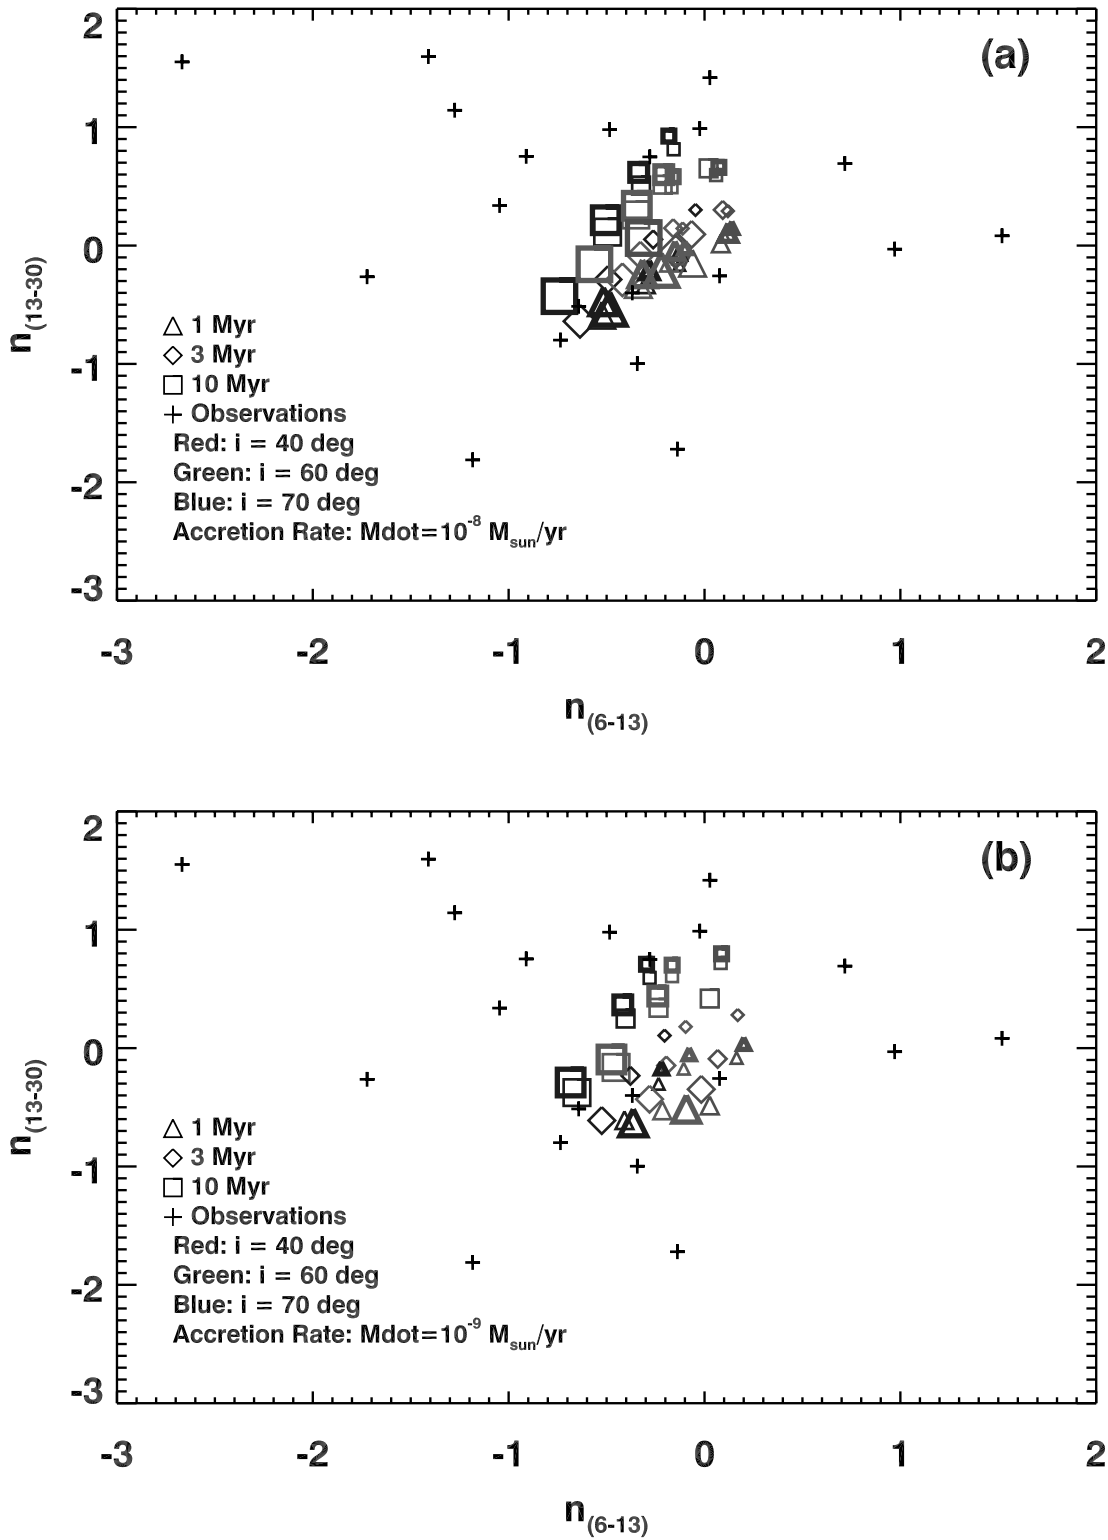 (a)
2
1
0
-1
-2
-3
n(13-30)
△ 1 Myr
◇ 3 Myr
□ 10 Myr
+ Observations
Red: i = 40 deg
Green: i = 60 deg
Blue: i = 70 deg
Accretion Rate: Mdot=10^-8 M_sun/yr
-3 -2 -1 0 1 2
n(6-13)
(b)
2
1
0
-1
-2
-3
n(13-30)
△ 1 Myr
◇ 3 Myr
□ 10 Myr
+ Observations
Red: i = 40 deg
Green: i = 60 deg
Blue: i = 70 deg
Accretion Rate: Mdot=10^-9 M_sun/yr
-3 -2 -1 0 1 2
n(6-13)